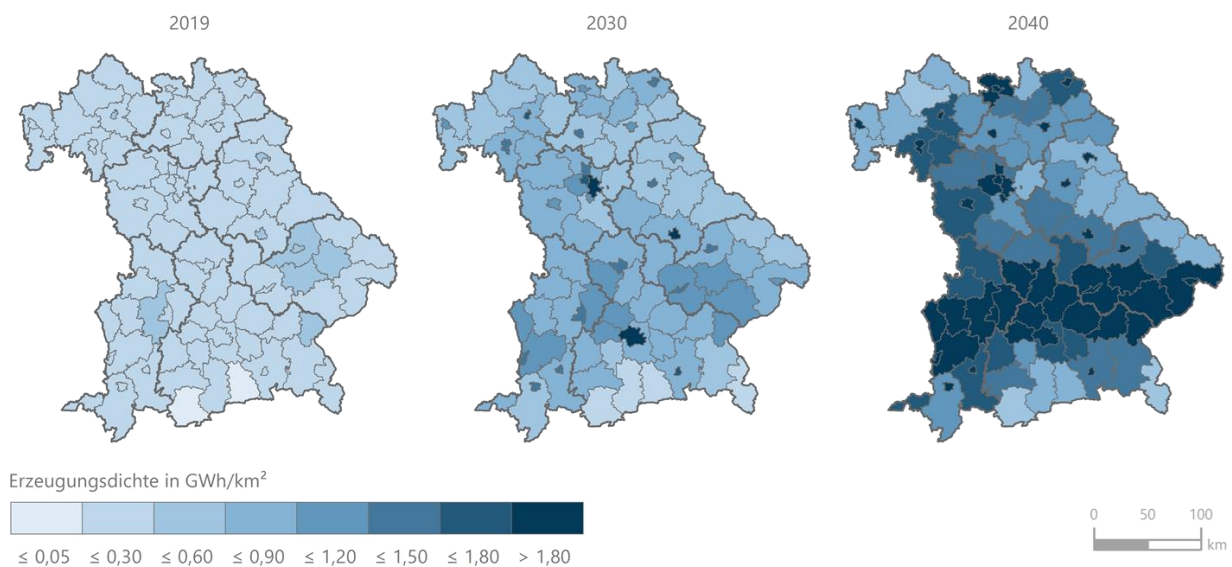 2019
2030
2040
Erzeugungsdichte in GWh/km²
≤ 0,05 ≤ 0,30 ≤ 0,60 ≤ 0,90 ≤ 1,20 ≤ 1,50 ≤ 1,80 > 1,80
0 50 100
km